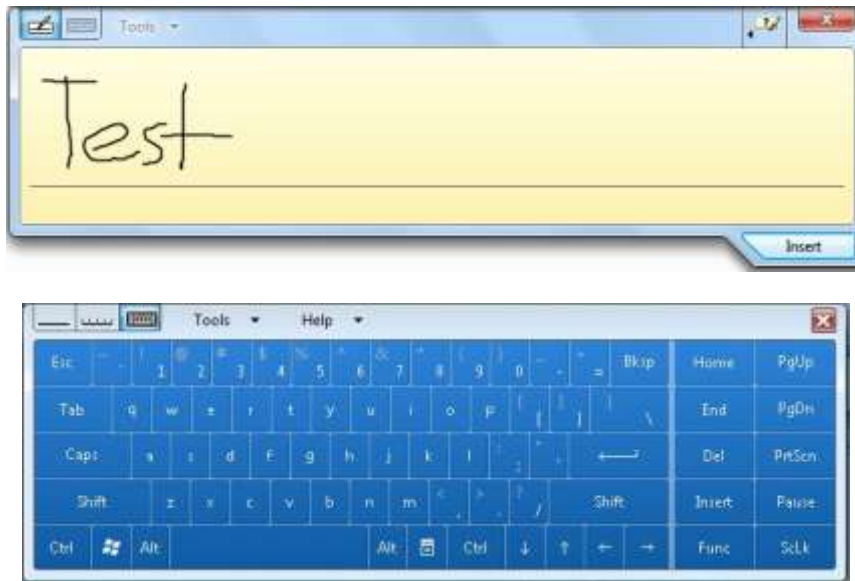 Tools
Test
Insert
Tools Help
Esc 1 2 3 4 5 6 7 8 9 0 - = Bksp Home PgUp
Tab q w e r t y u i o p [ ] \ End PgDn
Caps a s d f g h j k l ; Del PrtScn
Shift z x c v b n m , . / Shift Insert Pause
Ctrl Alt Alt Ctrl ↓ ↑ ← → Func ScLk